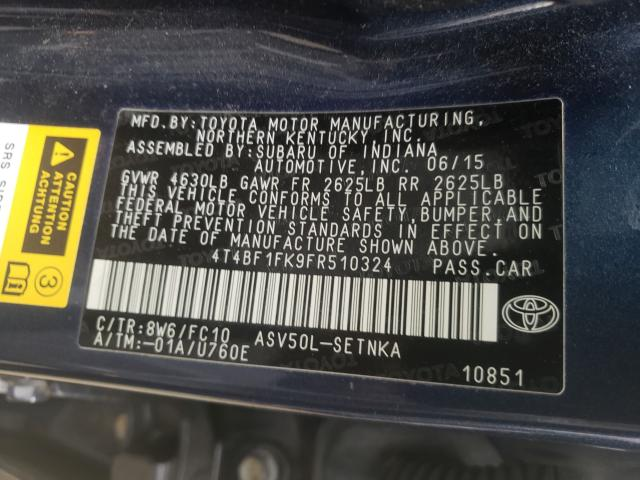 MFD.BY:TOYOTA MOTOR MANUFACTURING,
NORTHERN KENTUCKY INC.
ASSEMBLED BY:SUBARU OF INDIANA
AUTOMOTIVE,INC. 06/15
GVWR 4630LB GAWR FR 2625LB RR 2625LB
THIS VEHICLE CONFORMS TO ALL APPLICABLE
FEDERAL MOTOR VEHICLE SAFETY,BUMPER,AND
THEFT PREVENTION STANDARDS IN EFFECT ON
THE DATE OF MANUFACTURE SHOWN ABOVE.
4T4BF1FK9FR510324 PASS.CAR
C/TR:8W6/FC10 ASV50L-SETNKA
A/TM:-01A/U760E
10851
CAUTION
ACHTUNG
ATTENTION
SRS
3